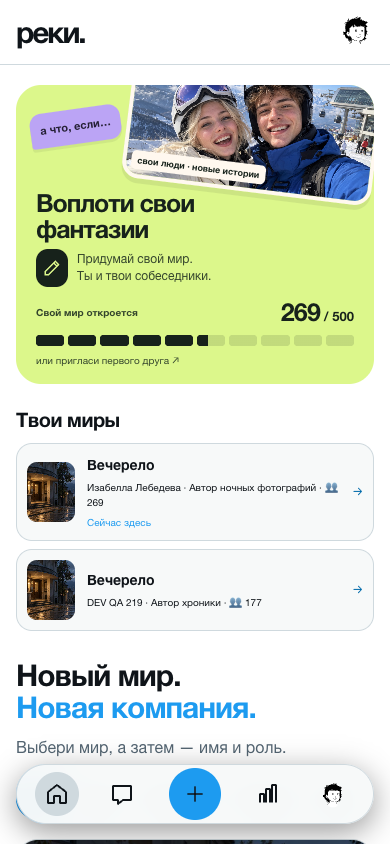 реки.
а что, если...
свои люди · новые истории
Воплоти свои
фантазии
Придумай свой мир.
Ты и твои собеседники.
Свой мир откроется
269 / 500
или пригласи первого друга ↗
Твои миры
Вечерело
Изабелла Лебедева · Автор ночных фотографий · 👥
269
Сейчас здесь
→
Вечерело
DEV QA 219 · Автор хроники · 👥 177
→
Новый мир.
Новая компания.
Выбери мир, а затем — имя и роль.